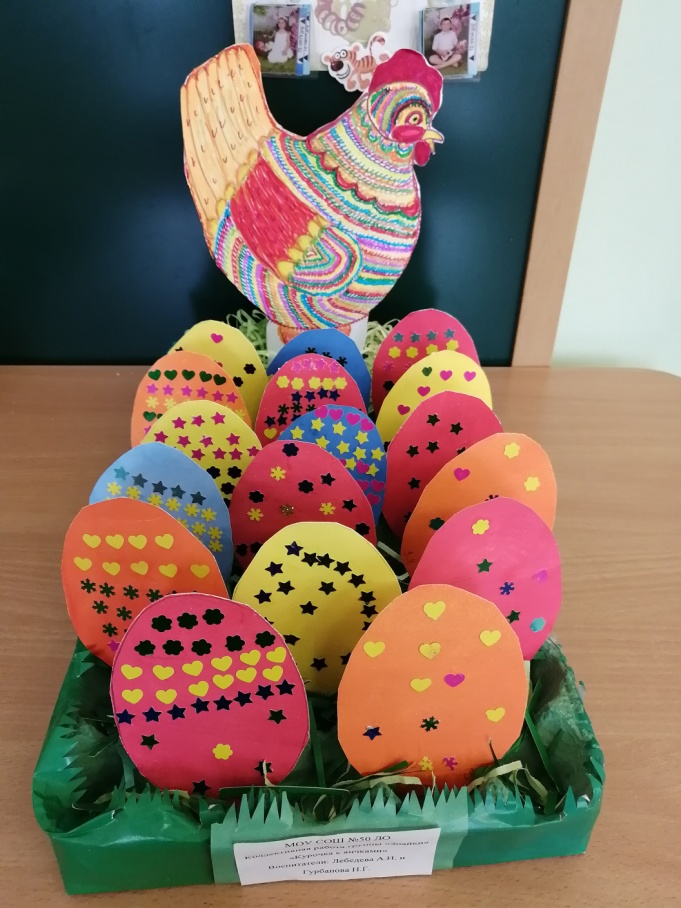 МОУ СОШ №50 ДО
Коллективная работа группы «Знайки»
«Курочка с яичками»
Воспитатели: Лебедева А.И. и
Гурбанова Н.Г.